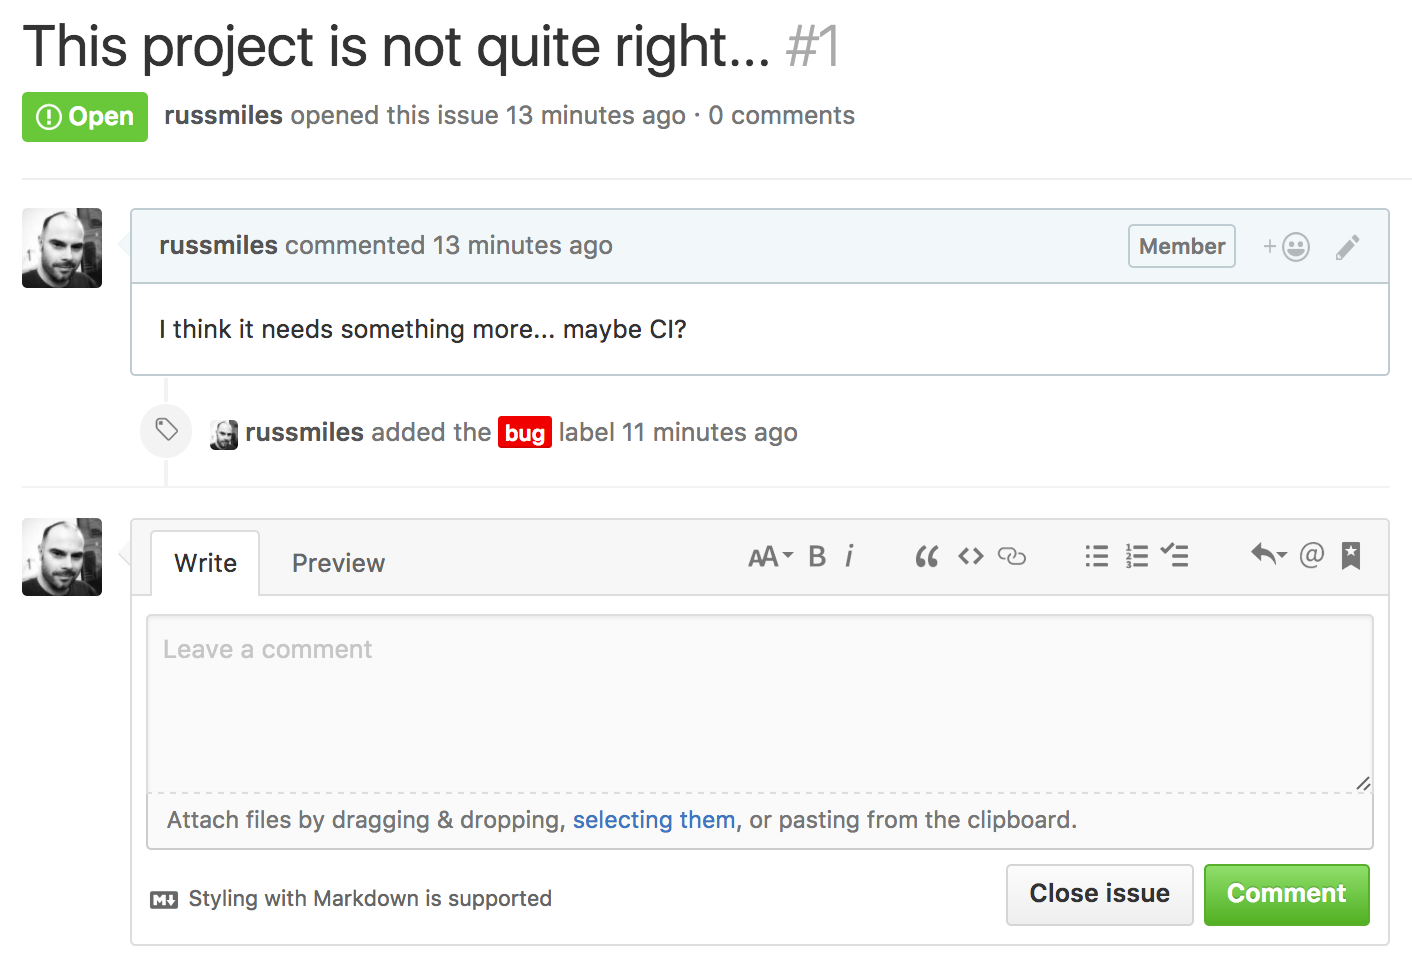 This project is not quite right... #1
Open russmiles opened this issue 13 minutes ago · 0 comments
russmiles commented 13 minutes ago Member +
I think it needs something more... maybe CI?
russmiles added the bug label 11 minutes ago
Write Preview AA B i @
Leave a comment
Attach files by dragging & dropping, selecting them, or pasting from the clipboard.
Styling with Markdown is supported Close issue Comment